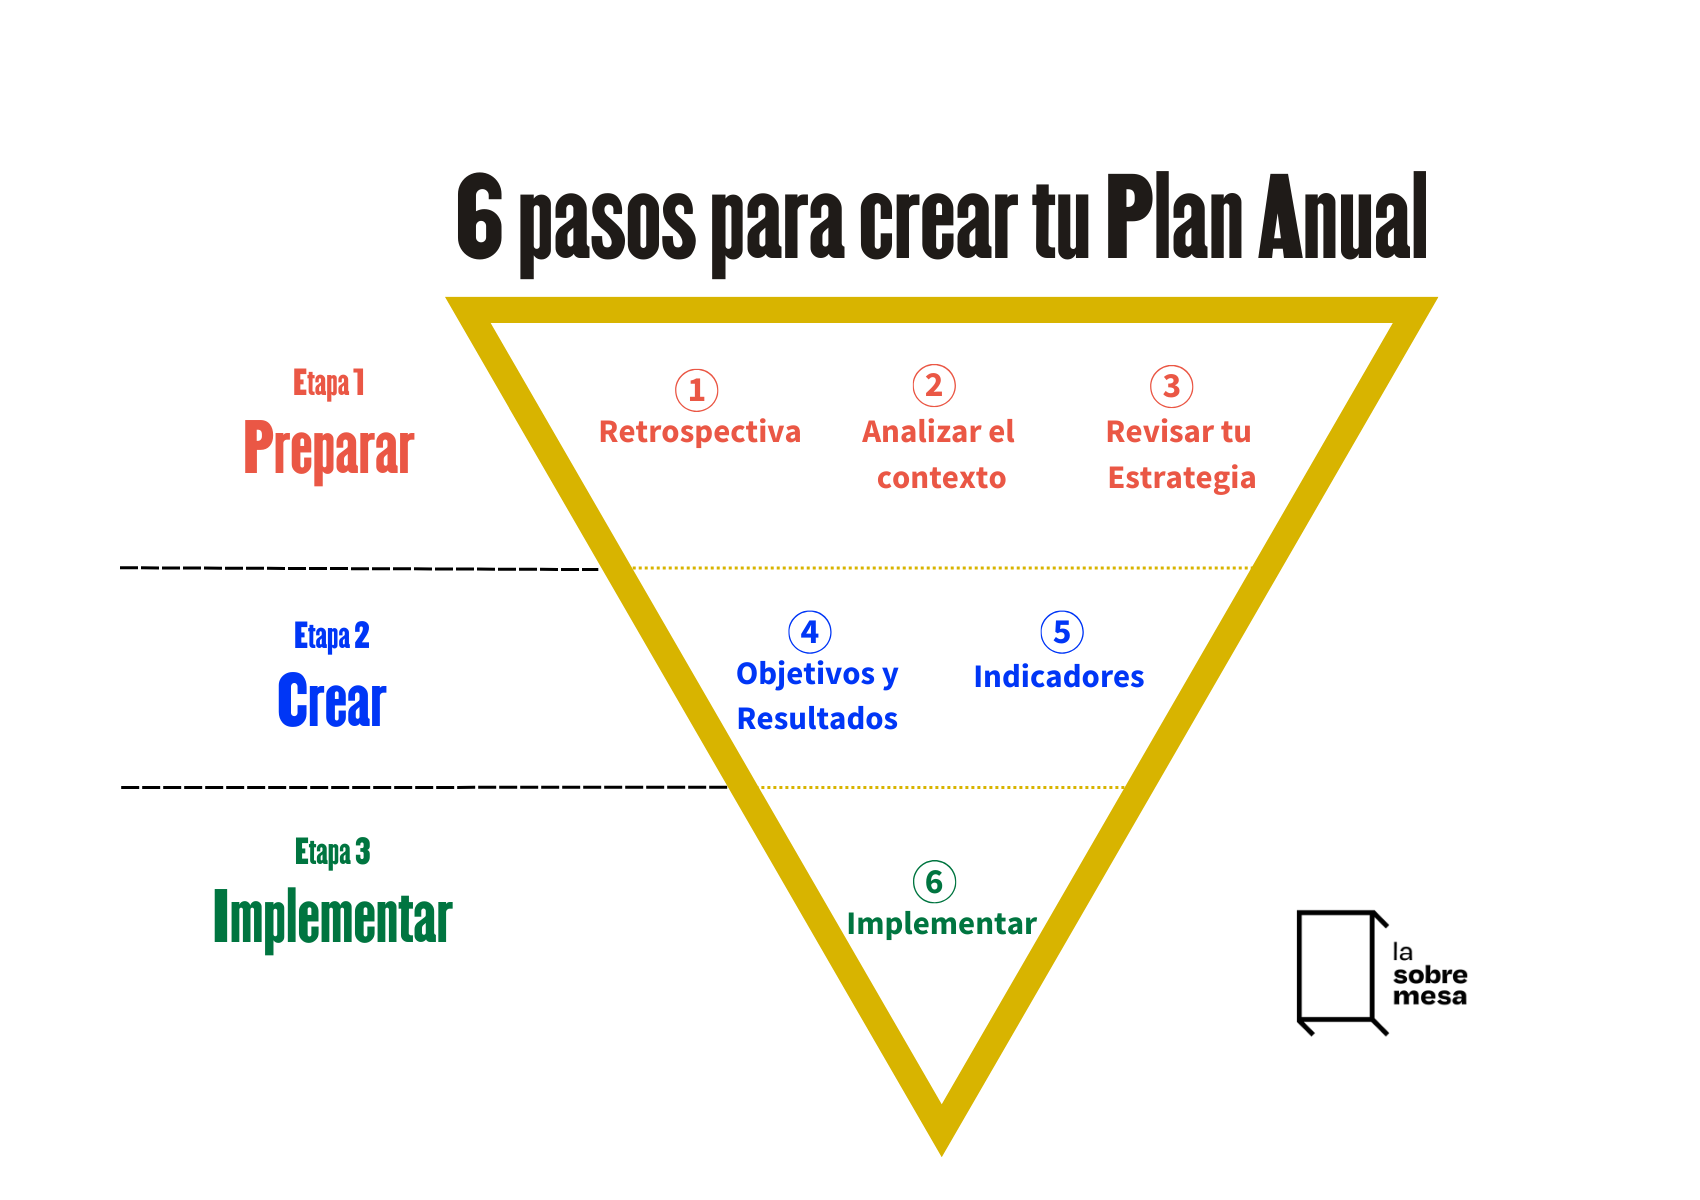 6 pasos para crear tu Plan Anual
Etapa 1
Preparar
1
Retrospectiva
2
Analizar el
contexto
3
Revisar tu
Estrategia
Etapa 2
Crear
4
Objetivos y
Resultados
5
Indicadores
Etapa 3
Implementar
6
Implementar
la
sobre
mesa